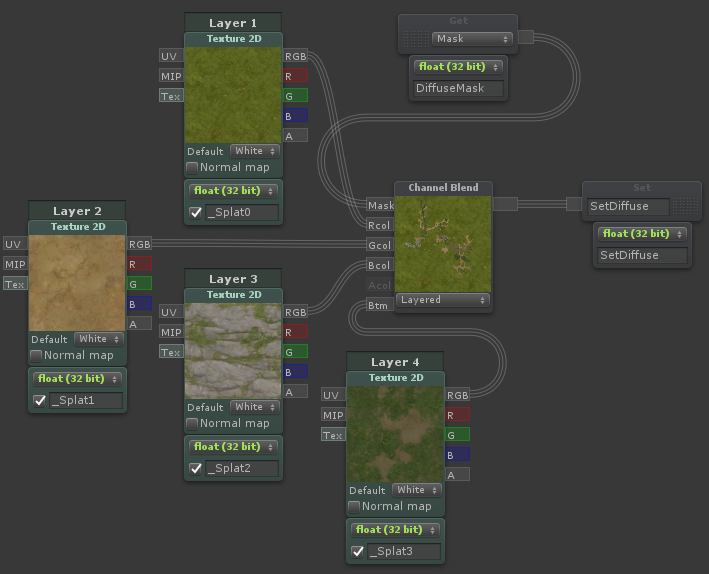 Layer 1
Texture 2D
UV
MIP
Tex
RGB
R
G
B
A
Default White
Normal map
float (32 bit)
_Splat0
Get
Mask
float (32 bit)
DiffuseMask
Layer 2
Texture 2D
UV
MIP
Tex
RGB
R
G
B
A
Default White
Normal map
float (32 bit)
_Splat1
Layer 3
Texture 2D
UV
MIP
Tex
RGB
R
G
B
A
Default White
Normal map
float (32 bit)
_Splat2
Channel Blend
Mask
Rcol
Gcol
Bcol
Acol
Btm
Layered
Set
SetDiffuse
float (32 bit)
SetDiffuse
Layer 4
Texture 2D
UV
MIP
Tex
RGB
R
G
B
A
Default White
Normal map
float (32 bit)
_Splat3